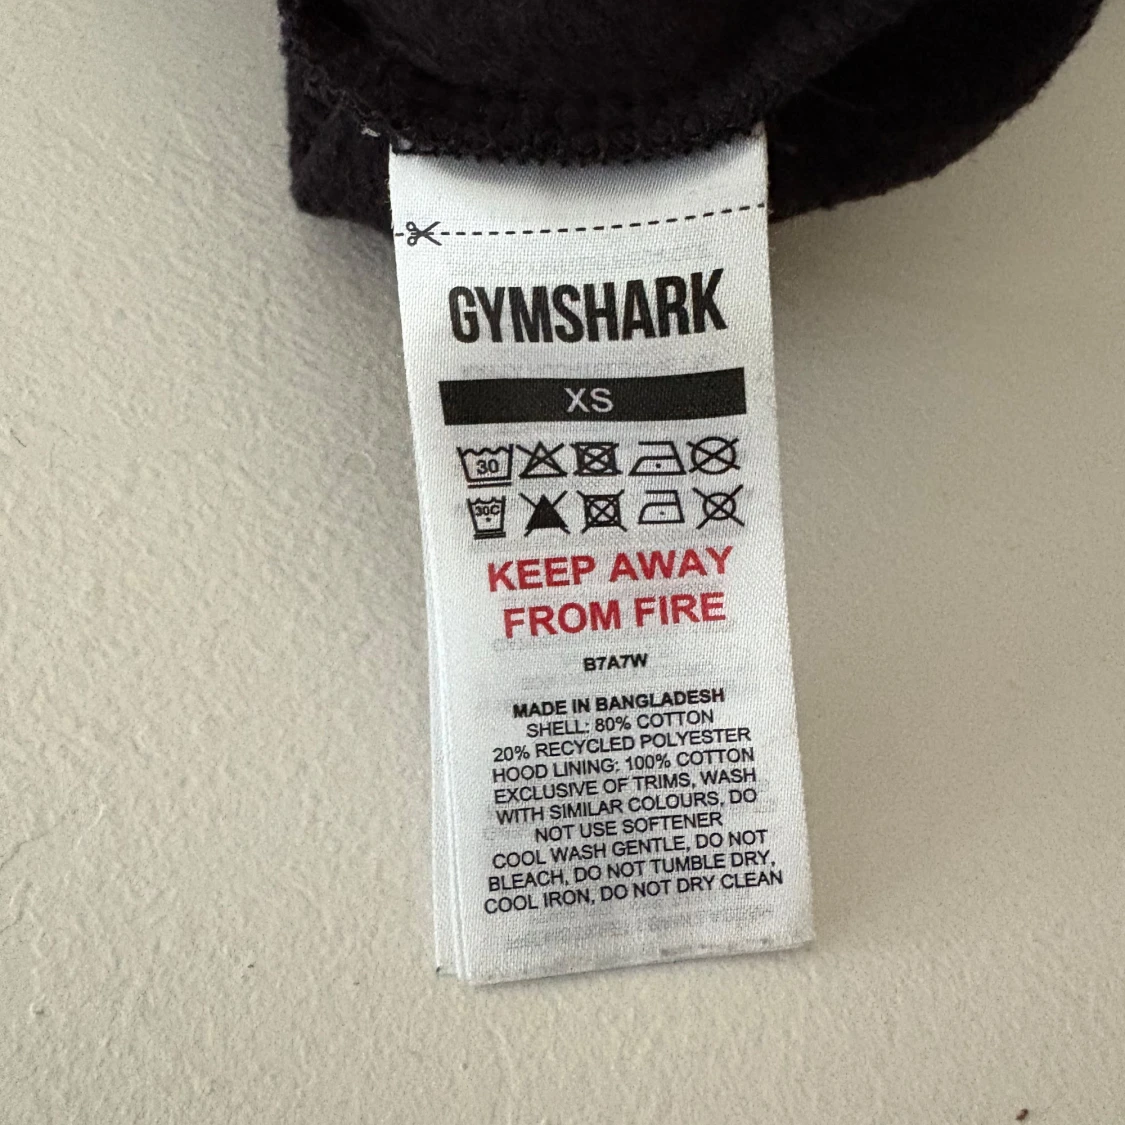 GYMSHARK
XS
30
30C
KEEP AWAY
FROM FIRE
B7A7W
MADE IN BANGLADESH
SHELL: 80% COTTON
20% RECYCLED POLYESTER
HOOD LINING: 100% COTTON
EXCLUSIVE OF TRIMS, WASH
WITH SIMILAR COLOURS, DO
NOT USE SOFTENER
COOL WASH GENTLE, DO NOT
BLEACH, DO NOT TUMBLE DRY,
COOL IRON, DO NOT DRY CLEAN